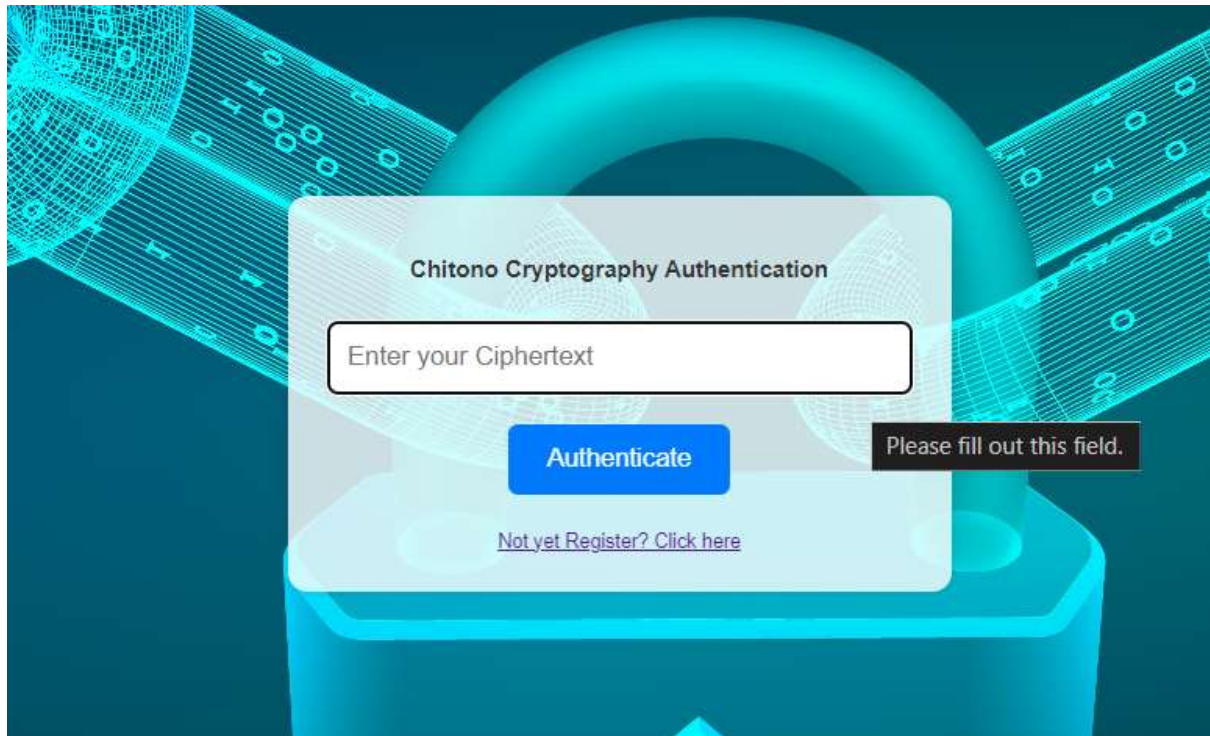 Chitono Cryptography Authentication
Enter your Ciphertext
Authenticate
Please fill out this field.
Not yet Register? Click here